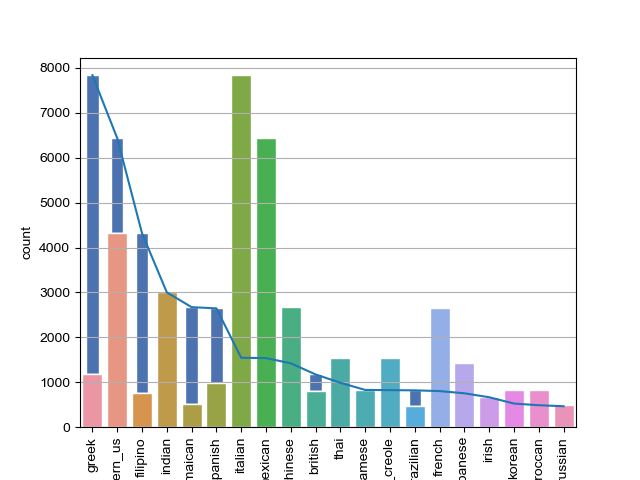 8000
7000
6000
5000
4000
3000
2000
1000
0
count
greek
ern_us
filipino
indian
maican
panish
italian
exican
hinese
british
thai
amese
_creole
azilian
french
panese
irish
korean
roccan
ussian